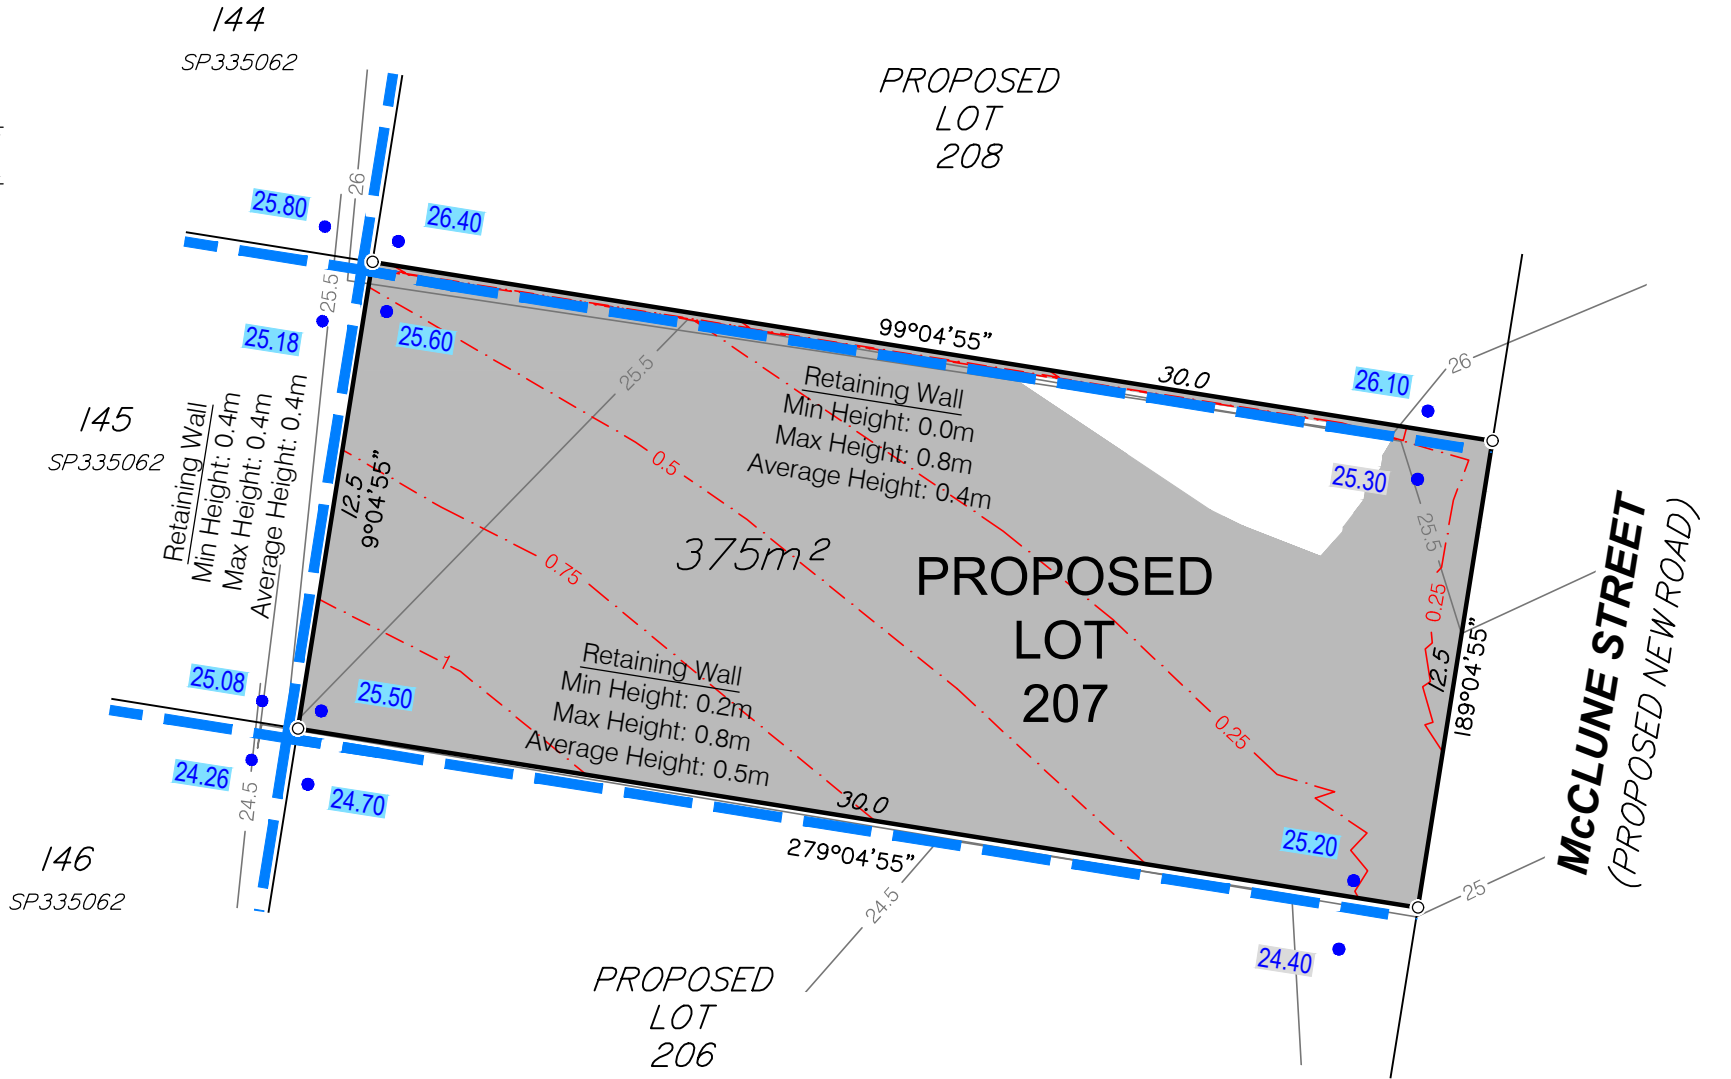 144
SP335062
PROPOSED
LOT
208
26
25.80
26.40
25.5
25.18
25.60
99°04'55"
30.0
26.10
26
25.5
Retaining Wall
Min Height: 0.0m
Max Height: 0.8m
Average Height: 0.4m
145
SP335062
Retaining Wall
Min Height: 0.4m
Max Height: 0.4m
Average Height: 0.4m
12.5
9°04'55"
0.5
25.30
25.5
375m²
0.75
PROPOSED
LOT
207
0.25
12.5
189°04'55"
McCLUNE STREET
(PROPOSED NEW ROAD)
1
Retaining Wall
Min Height: 0.2m
Max Height: 0.8m
Average Height: 0.5m
25.08
25.50
0.25
24.26
24.5
24.70
30.0
279°04'55"
25.20
25
146
SP335062
24.5
24.40
PROPOSED
LOT
206